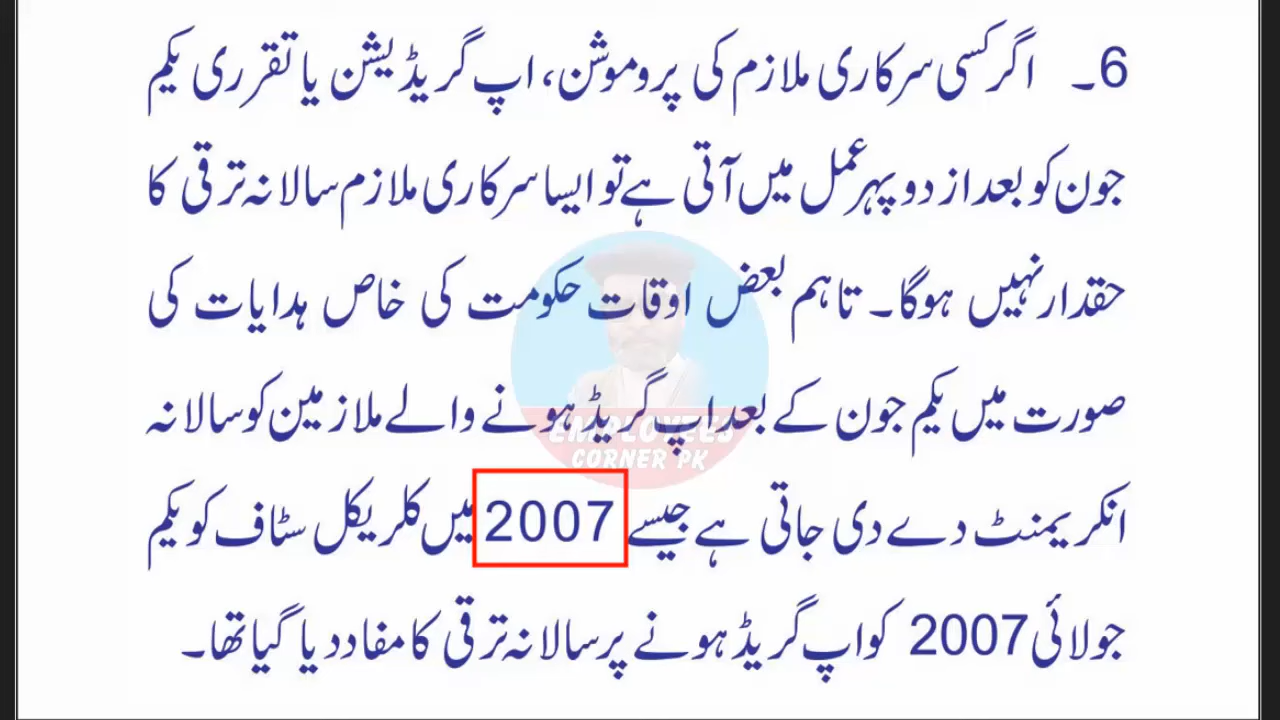 6۔ اگر کسی سرکاری ملازم کی پروموشن، اپ گریڈیشن یا تقرری یکم
جون کو بعد از دوپہر عمل میں آتی ہے تو ایسا سرکاری ملازم سالانہ ترقی کا
حقدار نہیں ہوگا۔ تاہم بعض اوقات حکومت کی خاص ہدایات کی
صورت میں یکم جون کے بعد اپ گریڈ ہونے والے ملازمین کو سالانہ
انکریمنٹ دے دی جاتی ہے جیسے 2007 میں کلریکل سٹاف کو یکم
جولائی 2007 کو اپ گریڈ ہونے پر سالانہ ترقی کا مفاد دیا گیا تھا۔
EMPLOYEES
CORNER PK